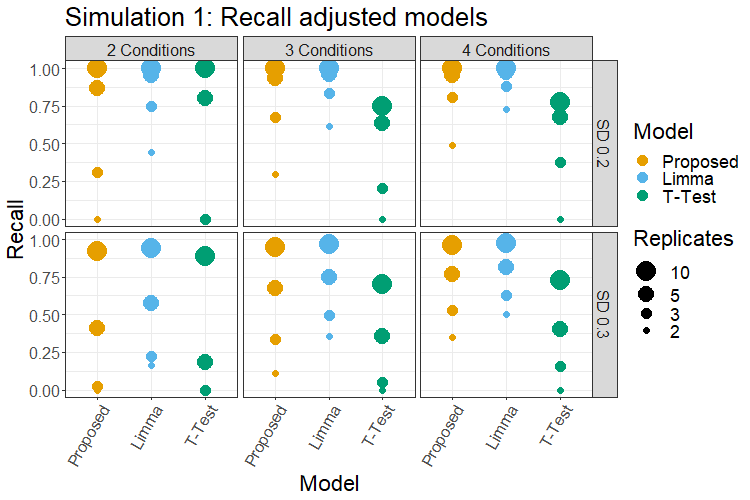 Simulation 1: Recall adjusted models
2 Conditions
3 Conditions
4 Conditions
1.00
0.75
0.50
0.25
0.00
SD 0.2
1.00
0.75
0.50
0.25
0.00
SD 0.3
Recall
Proposed
Limma
T-Test
Proposed
Limma
T-Test
Proposed
Limma
T-Test
Model
Model
Proposed
Limma
T-Test
Replicates
10
5
3
2